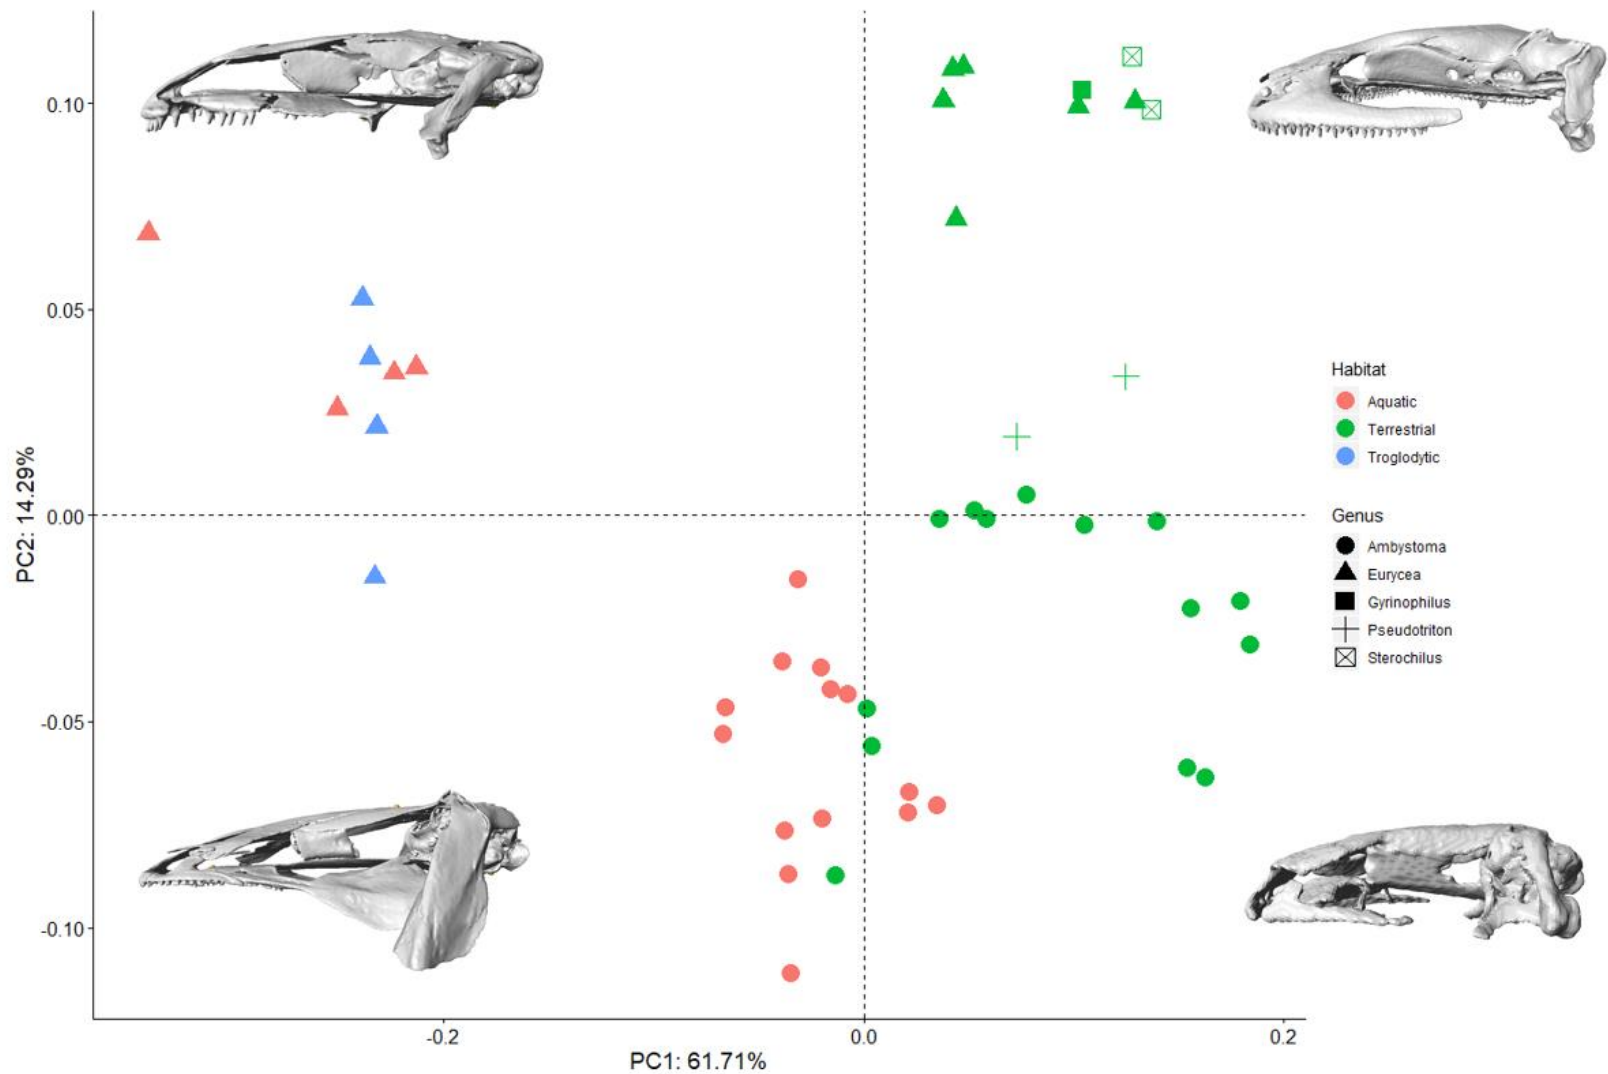 0.10
0.05
0.00
-0.05
-0.10
PC2: 14.29%
-0.2
0.0
0.2
PC1: 61.71%
Habitat
Aquatic
Terrestrial
Troglodytic
Genus
Ambystoma
Eurycea
Gyrinophilus
Pseudotriton
Sterochilus